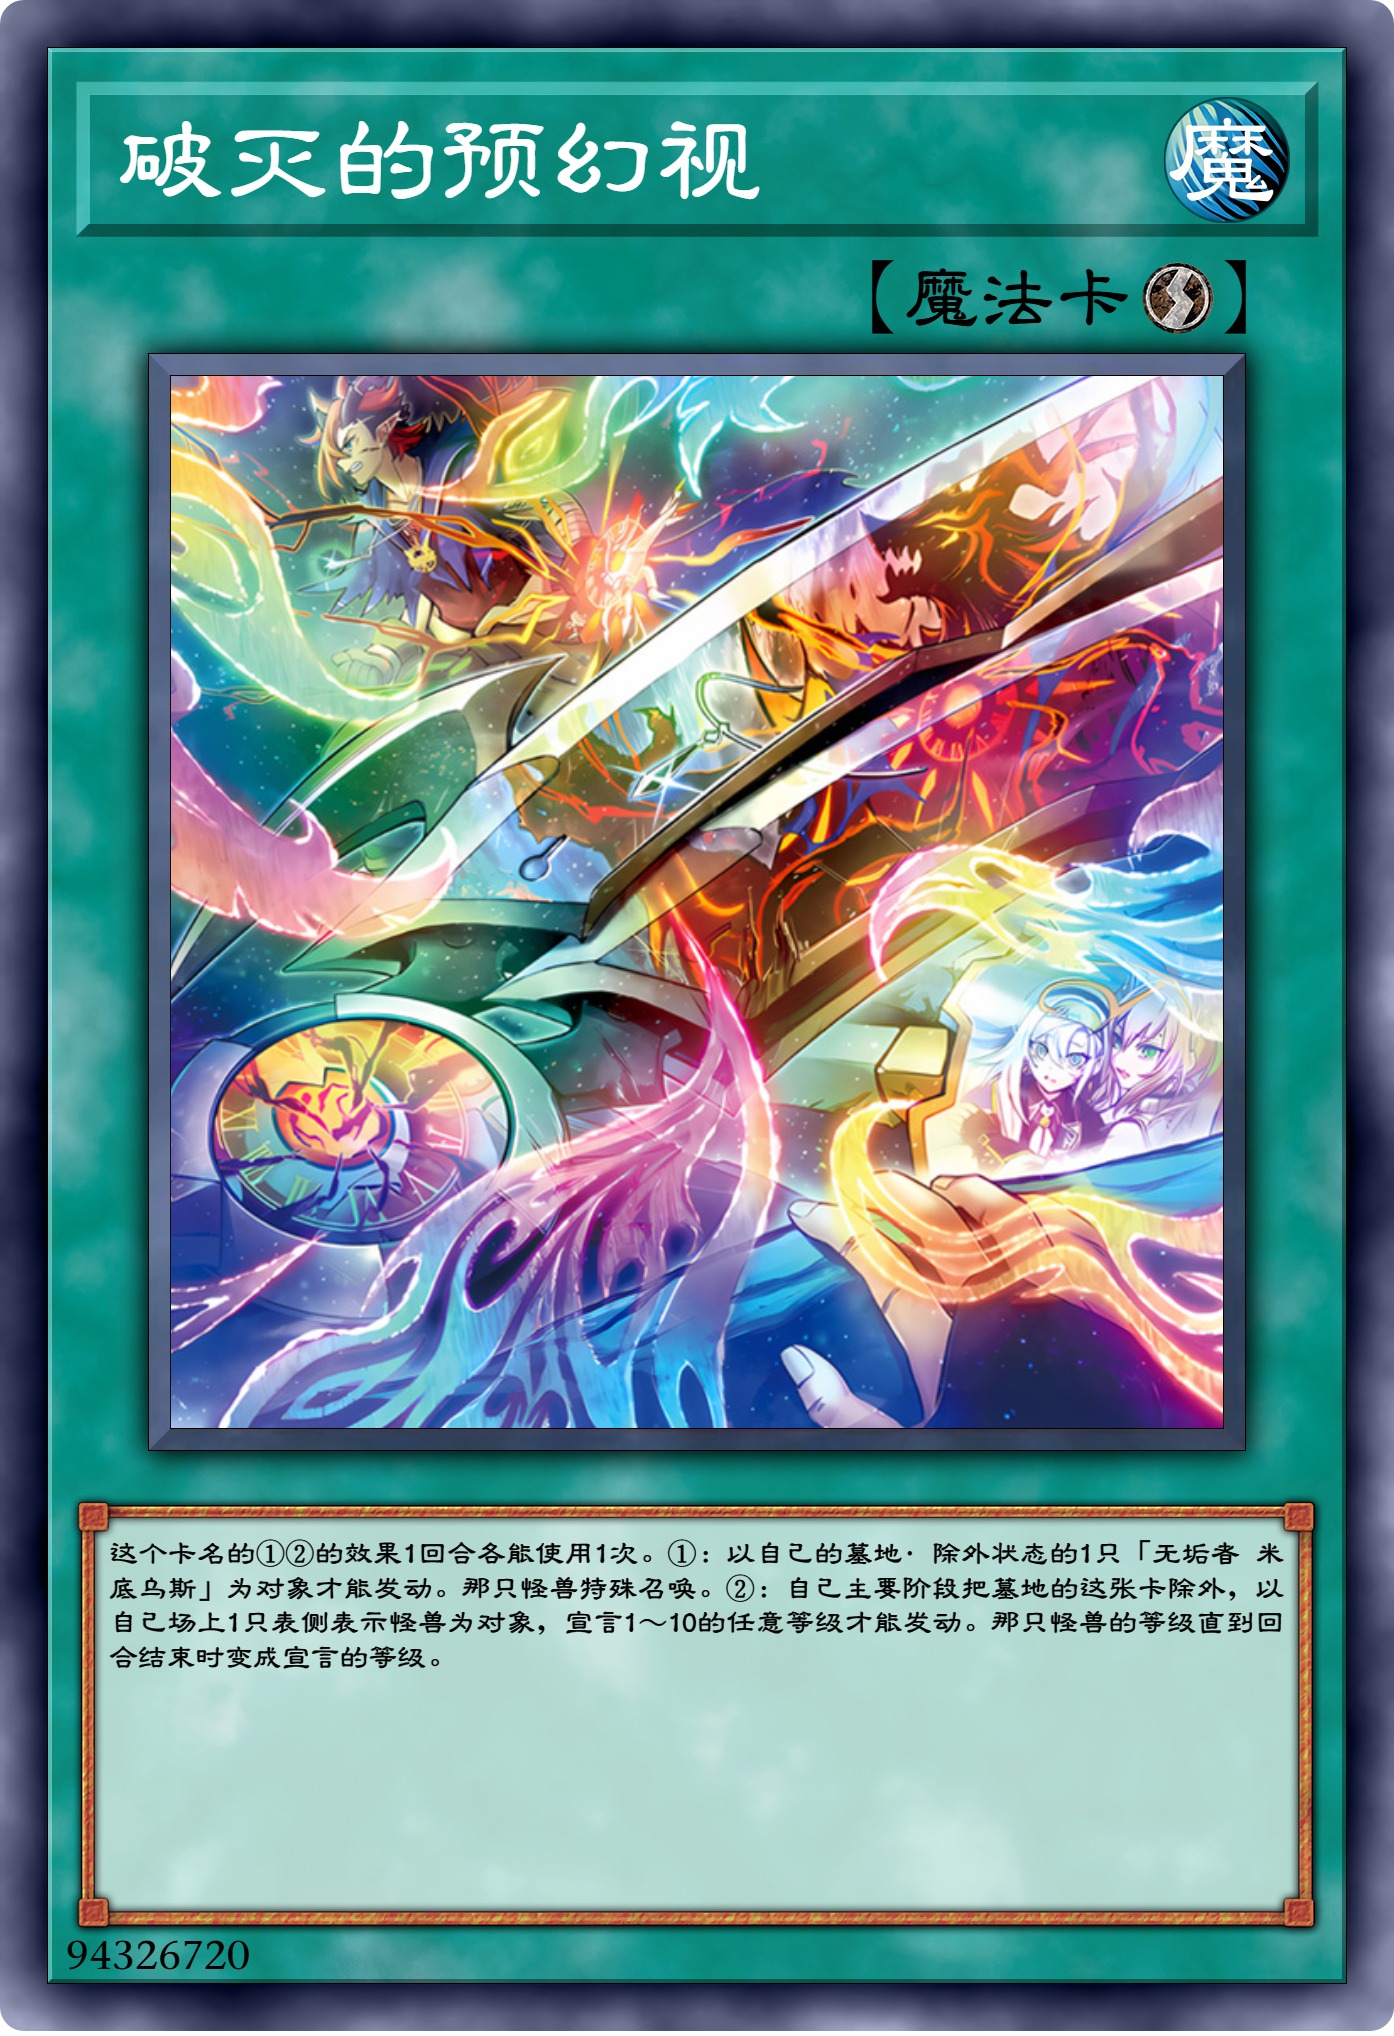 破灭的预幻视
魔
【魔法卡】
这个卡名的①②的效果1回合各能使用1次。①：以自己的墓地·除外状态的1只「无垢者 米
底乌斯」为对象才能发动。那只怪兽特殊召唤。②：自己主要阶段把墓地的这张卡除外，以
自己场上1只表侧表示怪兽为对象，宣言1～10的任意等级才能发动。那只怪兽的等级直到回
合结束时变成宣言的等级。
94326720